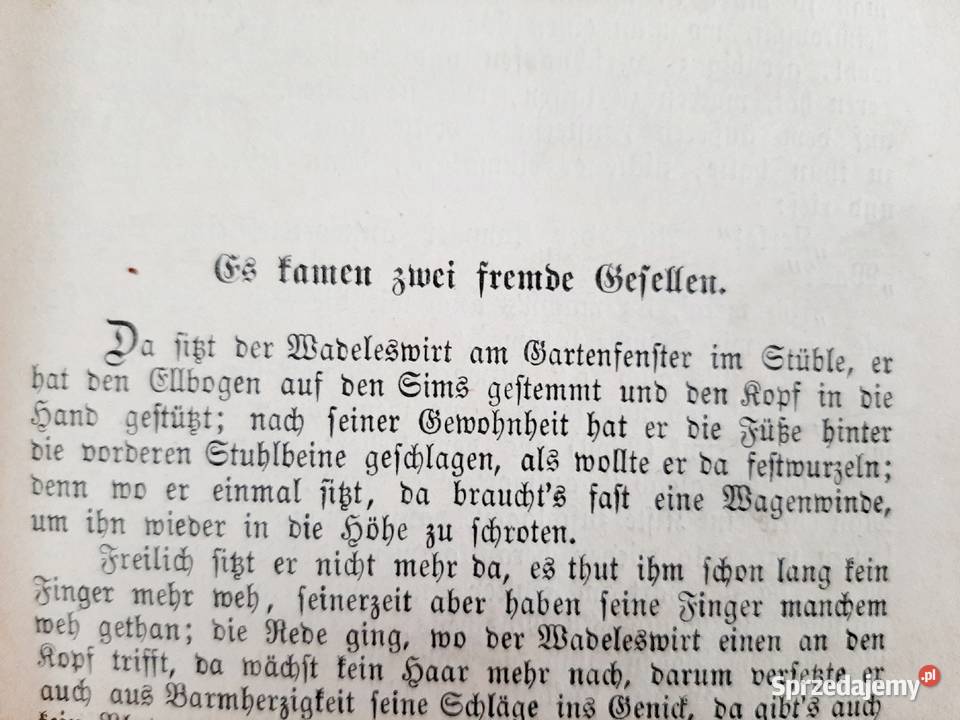 Es kamen zwei fremde Gesellen.
Da sitzt der Wadeleswirt am Gartenfenster im Stüble, er
hat den Ellbogen auf den Sims gestemmt und den Kopf in die
Hand gestützt; nach seiner Gewohnheit hat er die Füße hinter
die vorderen Stuhlbeine geschlagen, als wollte er da festwurzeln;
denn wo er einmal sitzt, da braucht's fast eine Wagenwinde,
um ihn wieder in die Höhe zu schroten.
Freilich sitzt er nicht mehr da, es thut ihm schon lang kein
Finger mehr weh, seinerzeit aber haben seine Finger manchem
weh gethan; die Rede ging, wo der Wadeleswirt einen an den
Kopf trifft, da wächst kein Haar mehr nach, darum versetzte er
auch aus Barmherzigkeit seine Schläge ins Genick, da gibt's auch
Sprzedajemy.pl